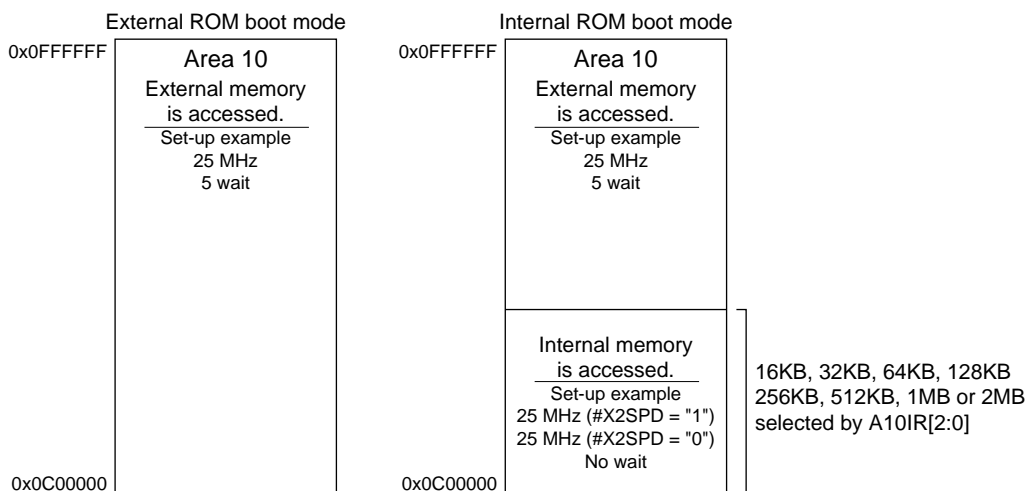 External ROM boot mode
0x0FFFFFF
Area 10
External memory
is accessed.
Set-up example
25 MHz
5 wait
0x0C00000
Internal ROM boot mode
0x0FFFFFF
Area 10
External memory
is accessed.
Set-up example
25 MHz
5 wait
Internal memory
is accessed.
Set-up example
25 MHz (#X2SPD = "1")
25 MHz (#X2SPD = "0")
No wait
0x0C00000
16KB, 32KB, 64KB, 128KB
256KB, 512KB, 1MB or 2MB
selected by A10IR[2:0]